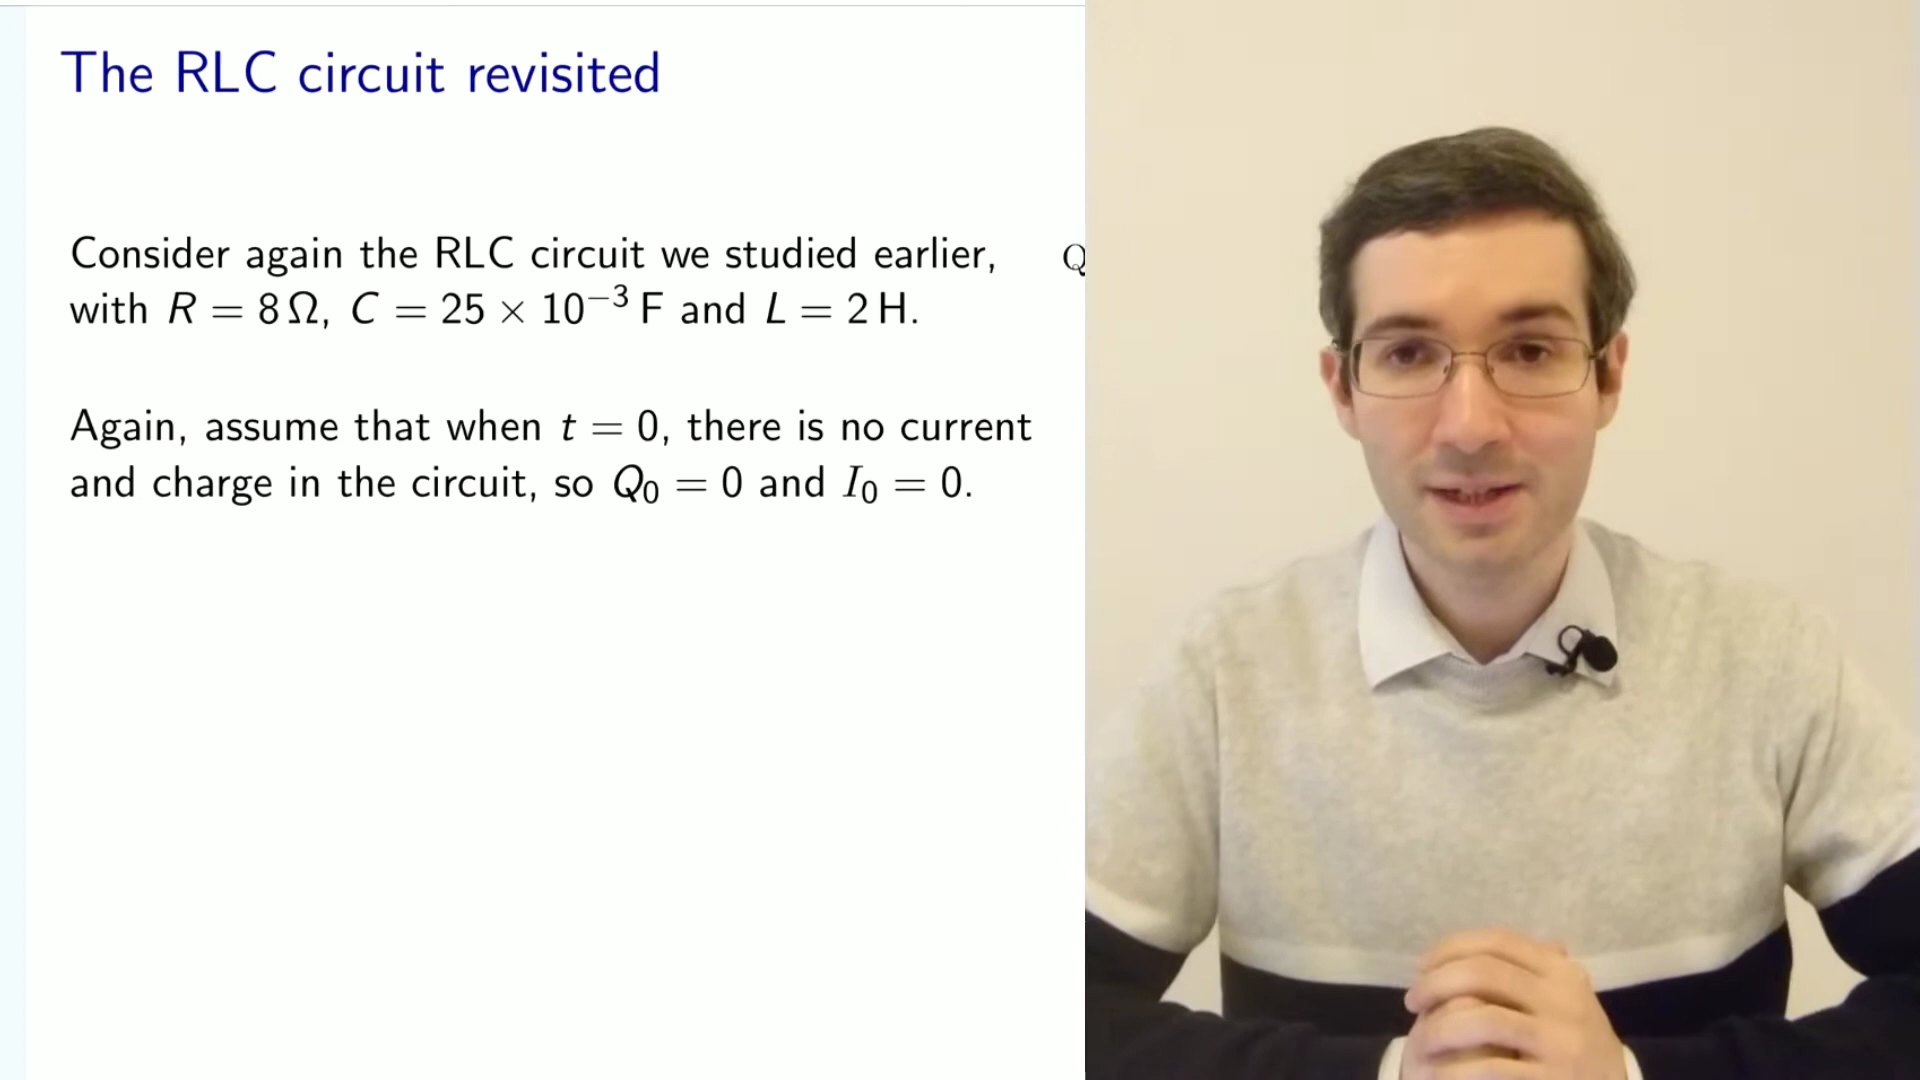 The RLC circuit revisited
Consider again the RLC circuit we studied earlier,
with R = 8 Ω, C = 25 × 10⁻³ F and L = 2 H.
Q
Again, assume that when t = 0, there is no current
and charge in the circuit, so Q₀ = 0 and I₀ = 0.